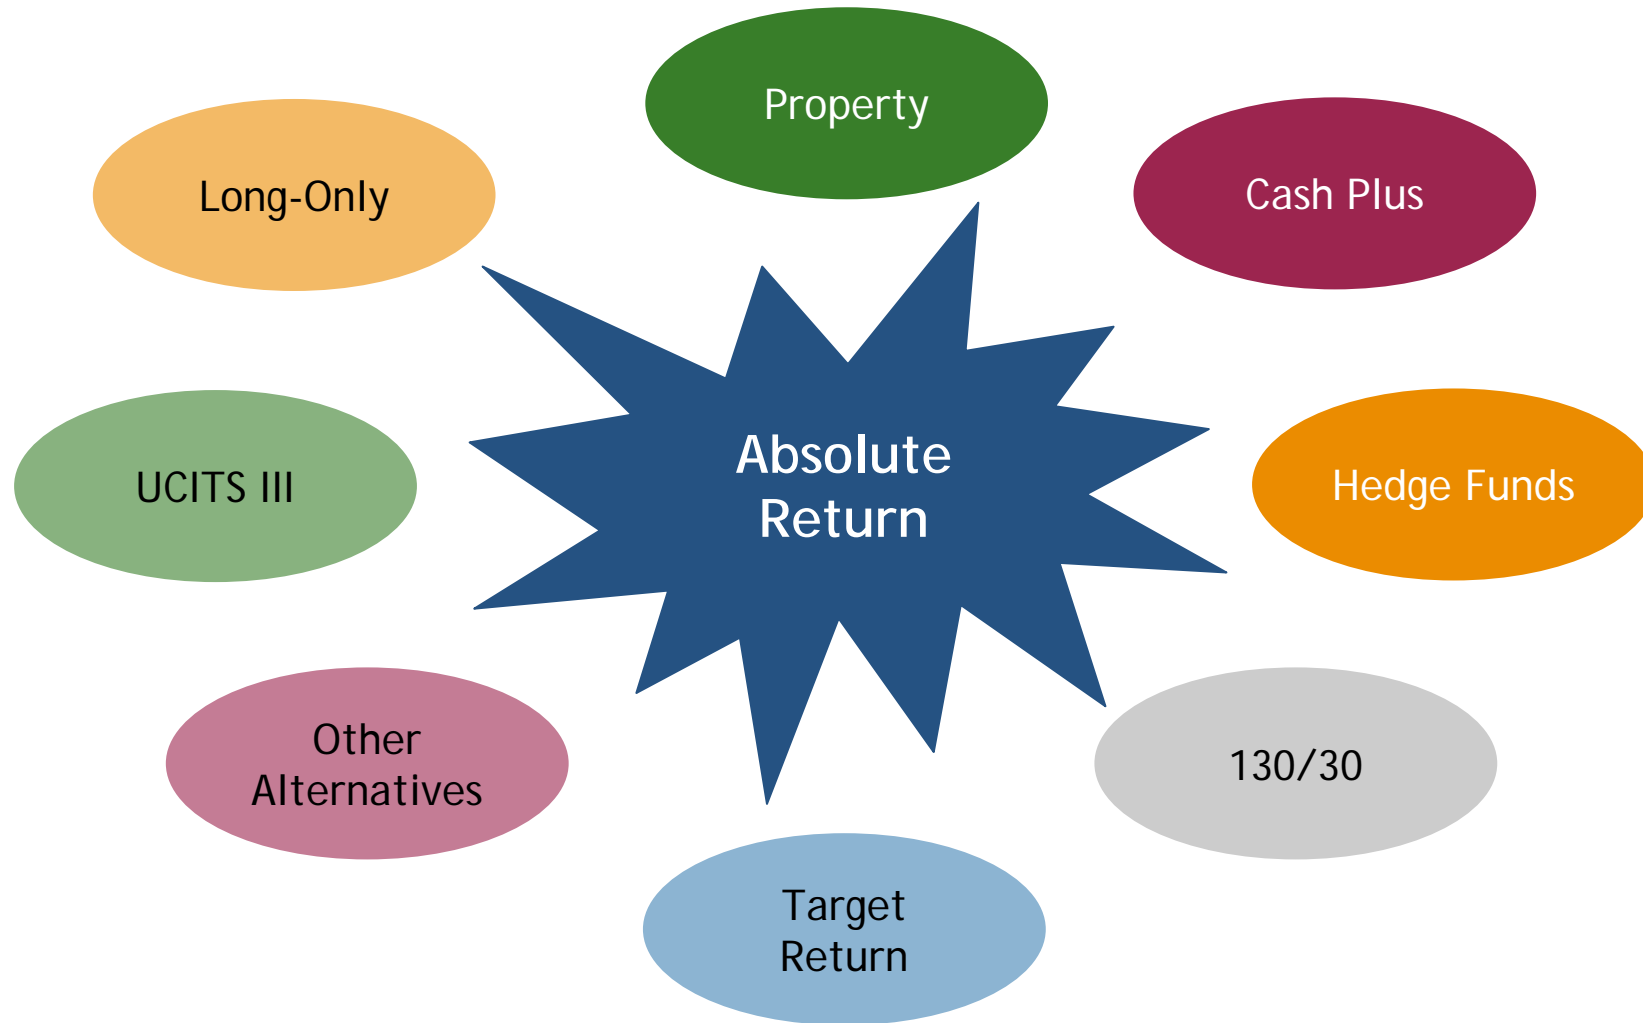 Property
Long-Only
Cash Plus
Absolute
Return
UCITS III
Hedge Funds
Other
Alternatives
130/30
Target
Return